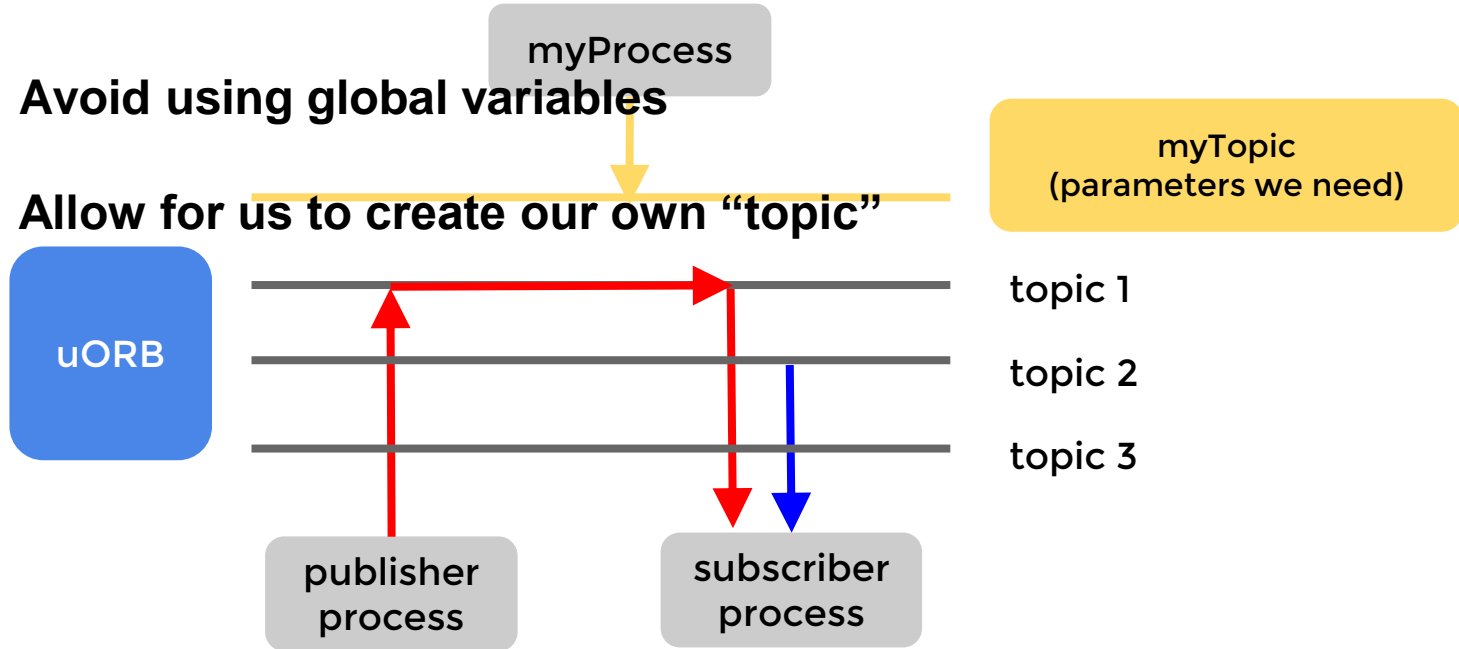 myProcess
Avoid using global variables
myTopic
(parameters we need)
Allow for us to create our own “topic”
uORB
topic 1
topic 2
topic 3
publisher
process
subscriber
process